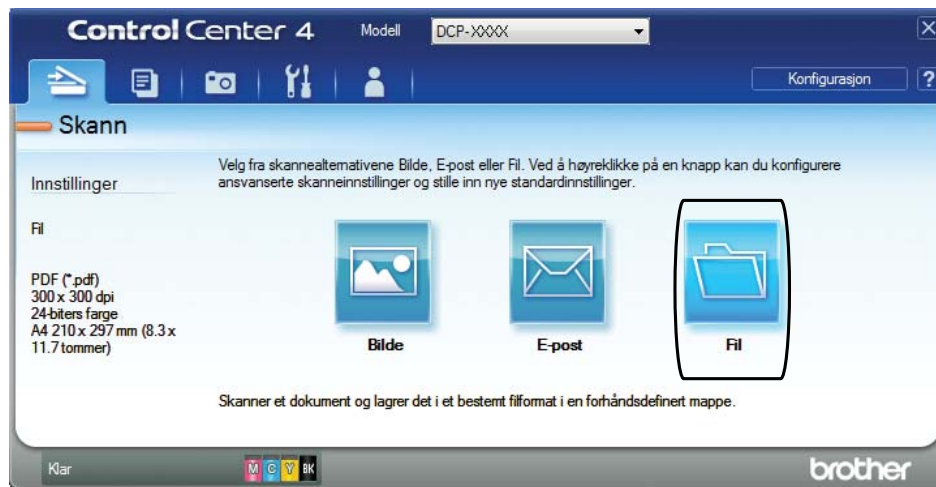 Control Center 4
Modell
DCP-XXXX
Konfigurasjon
?
Skann
Innstillinger
Fil
PDF (*.pdf)
300 x 300 dpi
24-biters farge
A4 210 x 297 mm (8.3 x
11.7 tommer)
Velg fra skannealternativene Bilde, E-post eller Fil. Ved å høyreklikke på en knapp kan du konfigurere
ansvanserte skanneinnstillinger og stille inn nye standardinnstillinger.
Bilde
E-post
Fil
Skanner et dokument og lagrer det i et bestemt filformat i en forhåndsdefinert mappe.
Klar
M C Y BK
brother